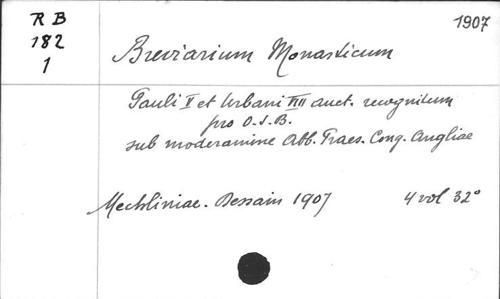 R B
182
1
1907
Breviarium Monasticum
Pauli V et Urbani VIII auct. recognitum
pro O.S.B.
sub moderamine Abb. Praes. Cong. Angliae
Mechliniae. Dessain 1907 4 vol 32°